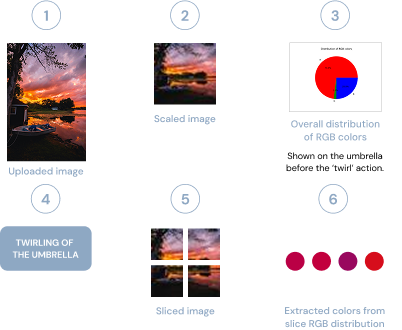 1
2
3
Distribution of RGB colors
Uploaded image
Scaled image
Overall distribution
of RGB colors
Shown on the umbrella
before the ‘twirl’ action.
4
5
6
TWIRLING OF
THE UMBRELLA
Sliced image
Extracted colors from
slice RGB distribution